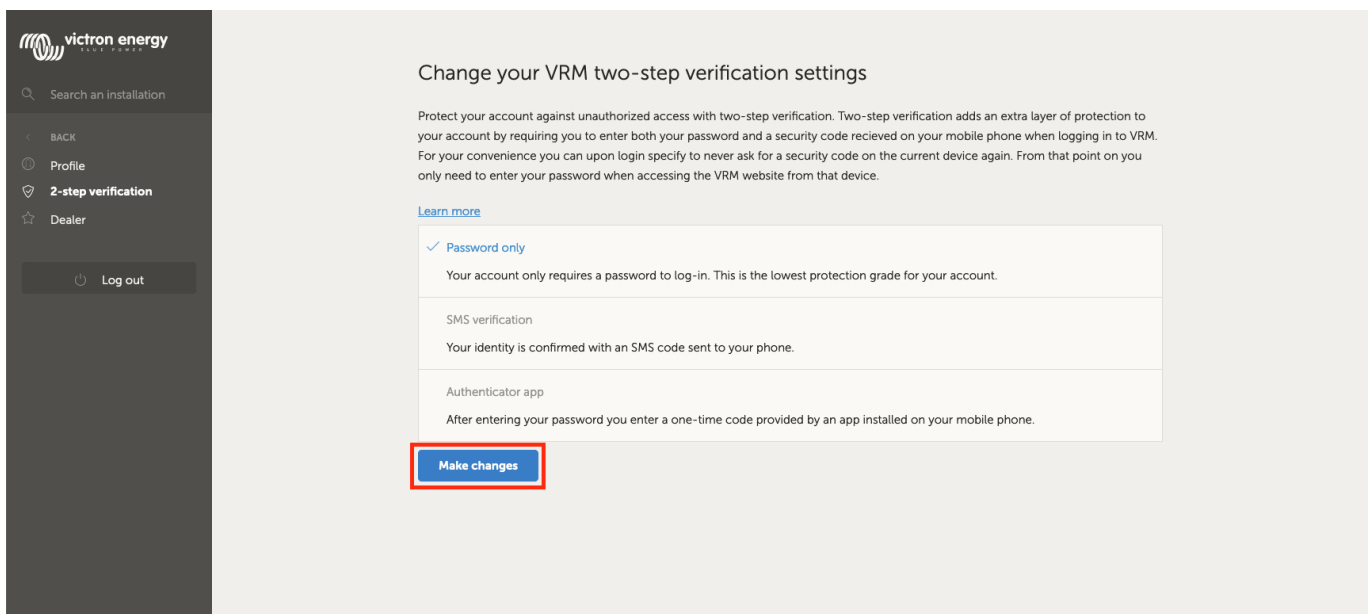 victron energy
BLUE POWER
Search an installation
BACK
Profile
2-step verification
Dealer
Log out
Change your VRM two-step verification settings
Protect your account against unauthorized access with two-step verification. Two-step verification adds an extra layer of protection to
your account by requiring you to enter both your password and a security code recieved on your mobile phone when logging in to VRM.
For your convenience you can upon login specify to never ask for a security code on the current device again. From that point on you
only need to enter your password when accessing the VRM website from that device.
Learn more
Password only
Your account only requires a password to log-in. This is the lowest protection grade for your account.
SMS verification
Your identity is confirmed with an SMS code sent to your phone.
Authenticator app
After entering your password you enter a one-time code provided by an app installed on your mobile phone.
Make changes